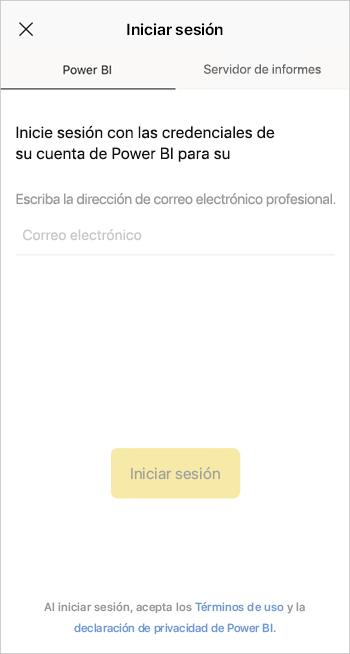 Iniciar sesión
Power BI
Servidor de informes
Inicie sesión con las credenciales de
su cuenta de Power BI para su
Escriba la dirección de correo electrónico profesional.
Correo electrónico
Iniciar sesión
Al iniciar sesión, acepta los Términos de uso y la
declaración de privacidad de Power BI.